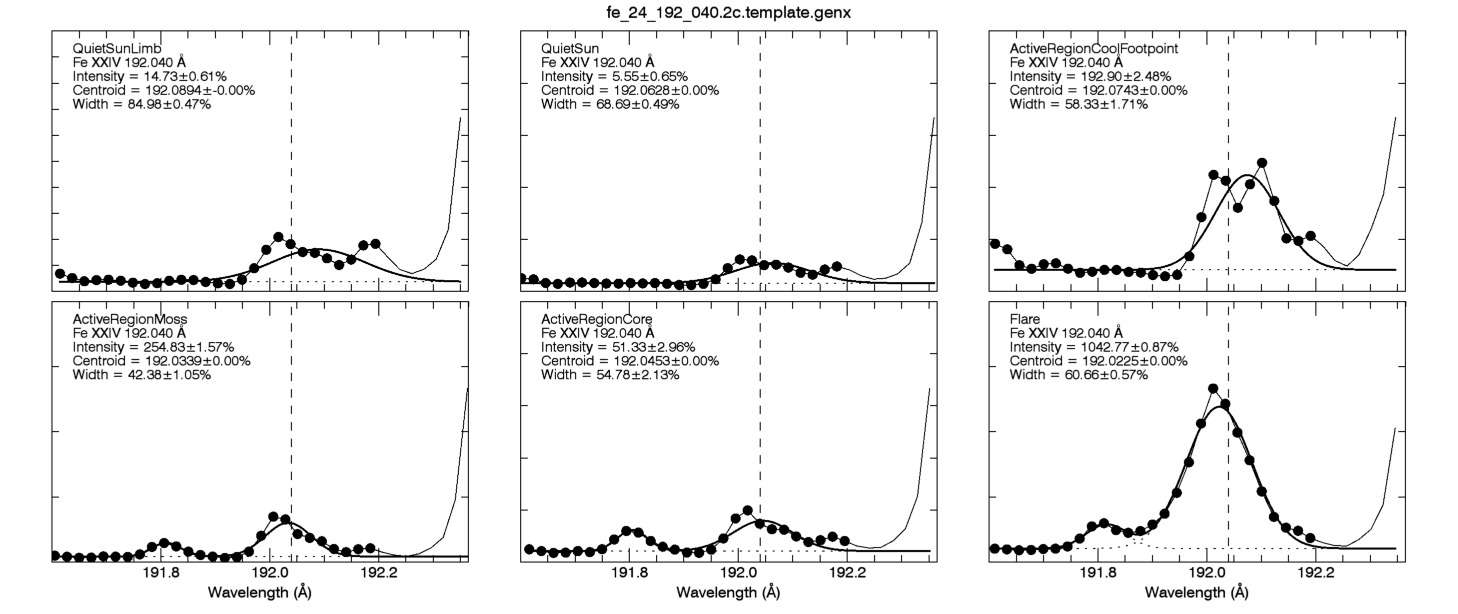 fe_24_192_040.2c.template.genx
QuietSunLimb
Fe XXIV 192.040 Å
Intensity = 14.73±0.61%
Centroid = 192.0894±-0.00%
Width = 84.98±0.47%
QuietSun
Fe XXIV 192.040 Å
Intensity = 5.55±0.65%
Centroid = 192.0628±0.00%
Width = 68.69±0.49%
ActiveRegionCoolFootpoint
Fe XXIV 192.040 Å
Intensity = 192.90±2.48%
Centroid = 192.0743±0.00%
Width = 58.33±1.71%
ActiveRegionMoss
Fe XXIV 192.040 Å
Intensity = 254.83±1.57%
Centroid = 192.0339±0.00%
Width = 42.38±1.05%
ActiveRegionCore
Fe XXIV 192.040 Å
Intensity = 51.33±2.96%
Centroid = 192.0453±0.00%
Width = 54.78±2.13%
Flare
Fe XXIV 192.040 Å
Intensity = 1042.77±0.87%
Centroid = 192.0225±0.00%
Width = 60.66±0.57%
191.8 192.0 192.2
Wavelength (Å)
191.8 192.0 192.2
Wavelength (Å)
191.8 192.0 192.2
Wavelength (Å)